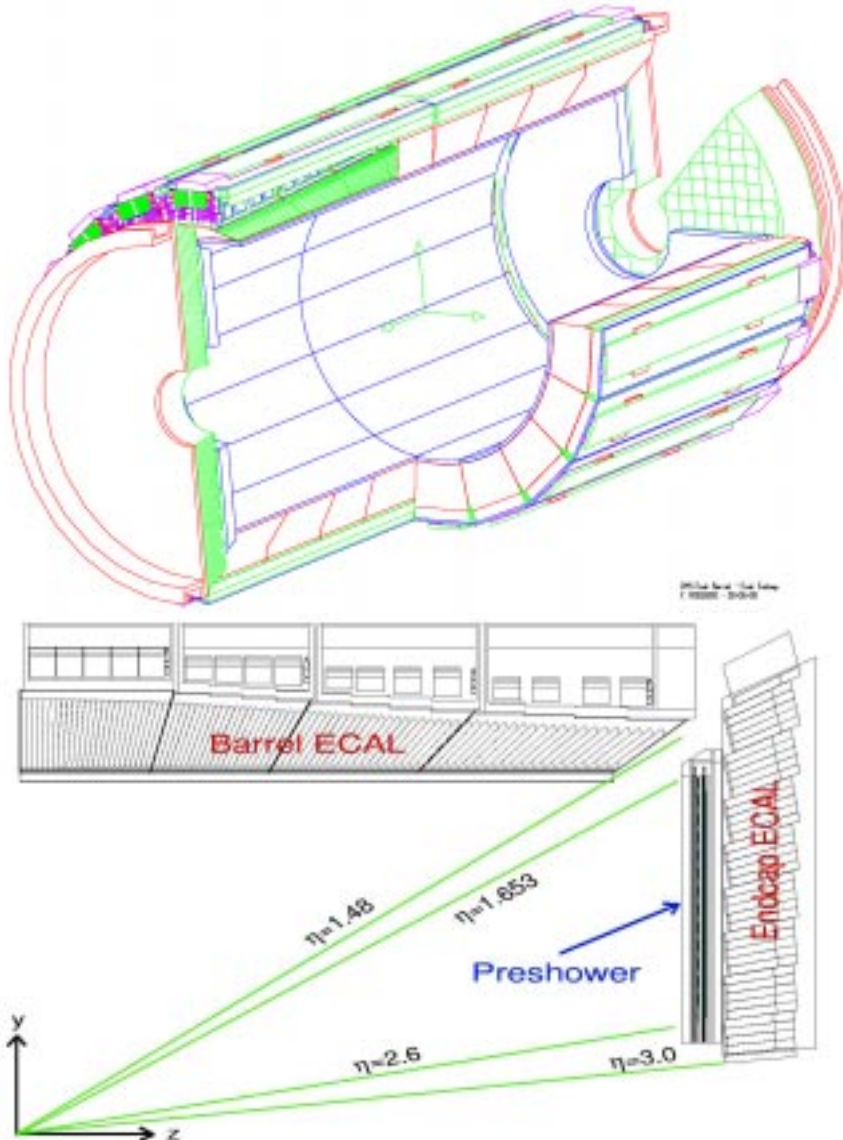 Barrel ECAL
Endcap ECAL
η=1.48
η=1.653
Preshower
η=2.6
η=3.0
y
z